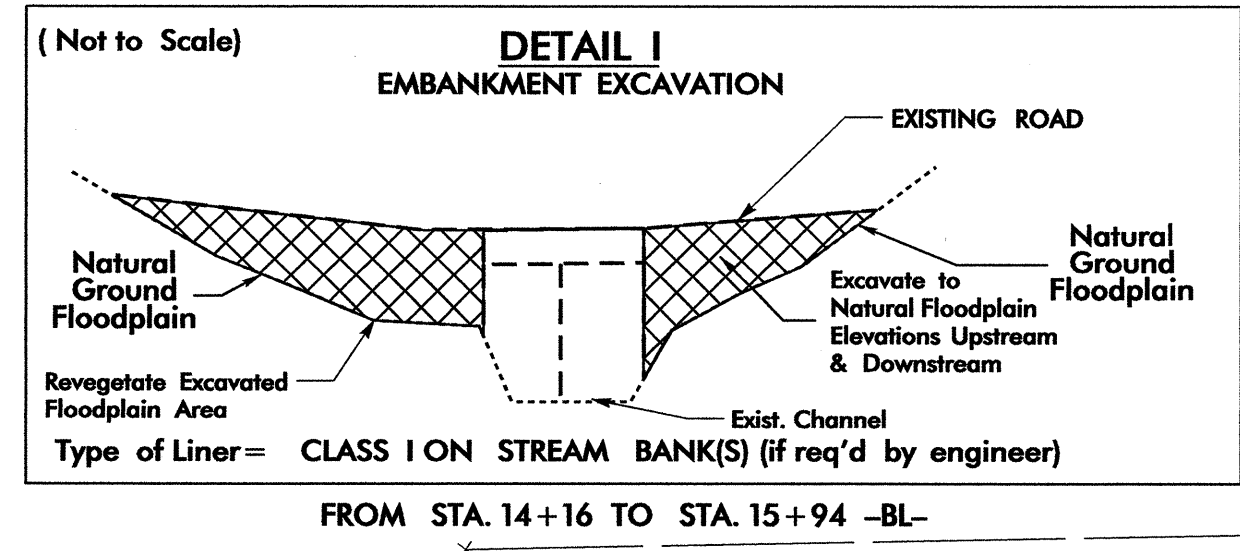 ( Not to Scale)
DETAIL I
EMBANKMENT EXCAVATION
EXISTING ROAD
Natural
Ground
Floodplain
Natural
Ground
Floodplain
Excavate to
Natural Floodplain
Elevations Upstream
& Downstream
Revegetate Excavated
Floodplain Area
Exist. Channel
Type of Liner= CLASS I ON STREAM BANK(S) (if req'd by engineer)
FROM STA. 14+16 TO STA. 15+94 -BL-